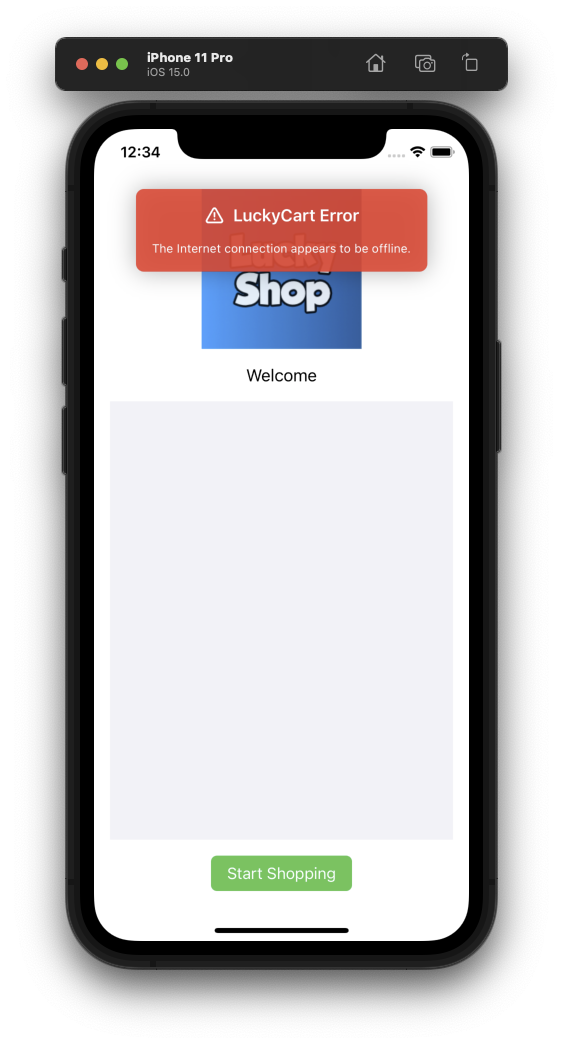 iPhone 11 Pro
iOS 15.0
12:34
LuckyCart Error
The Internet connection appears to be offline.
Lucky
Shop
Welcome
Start Shopping